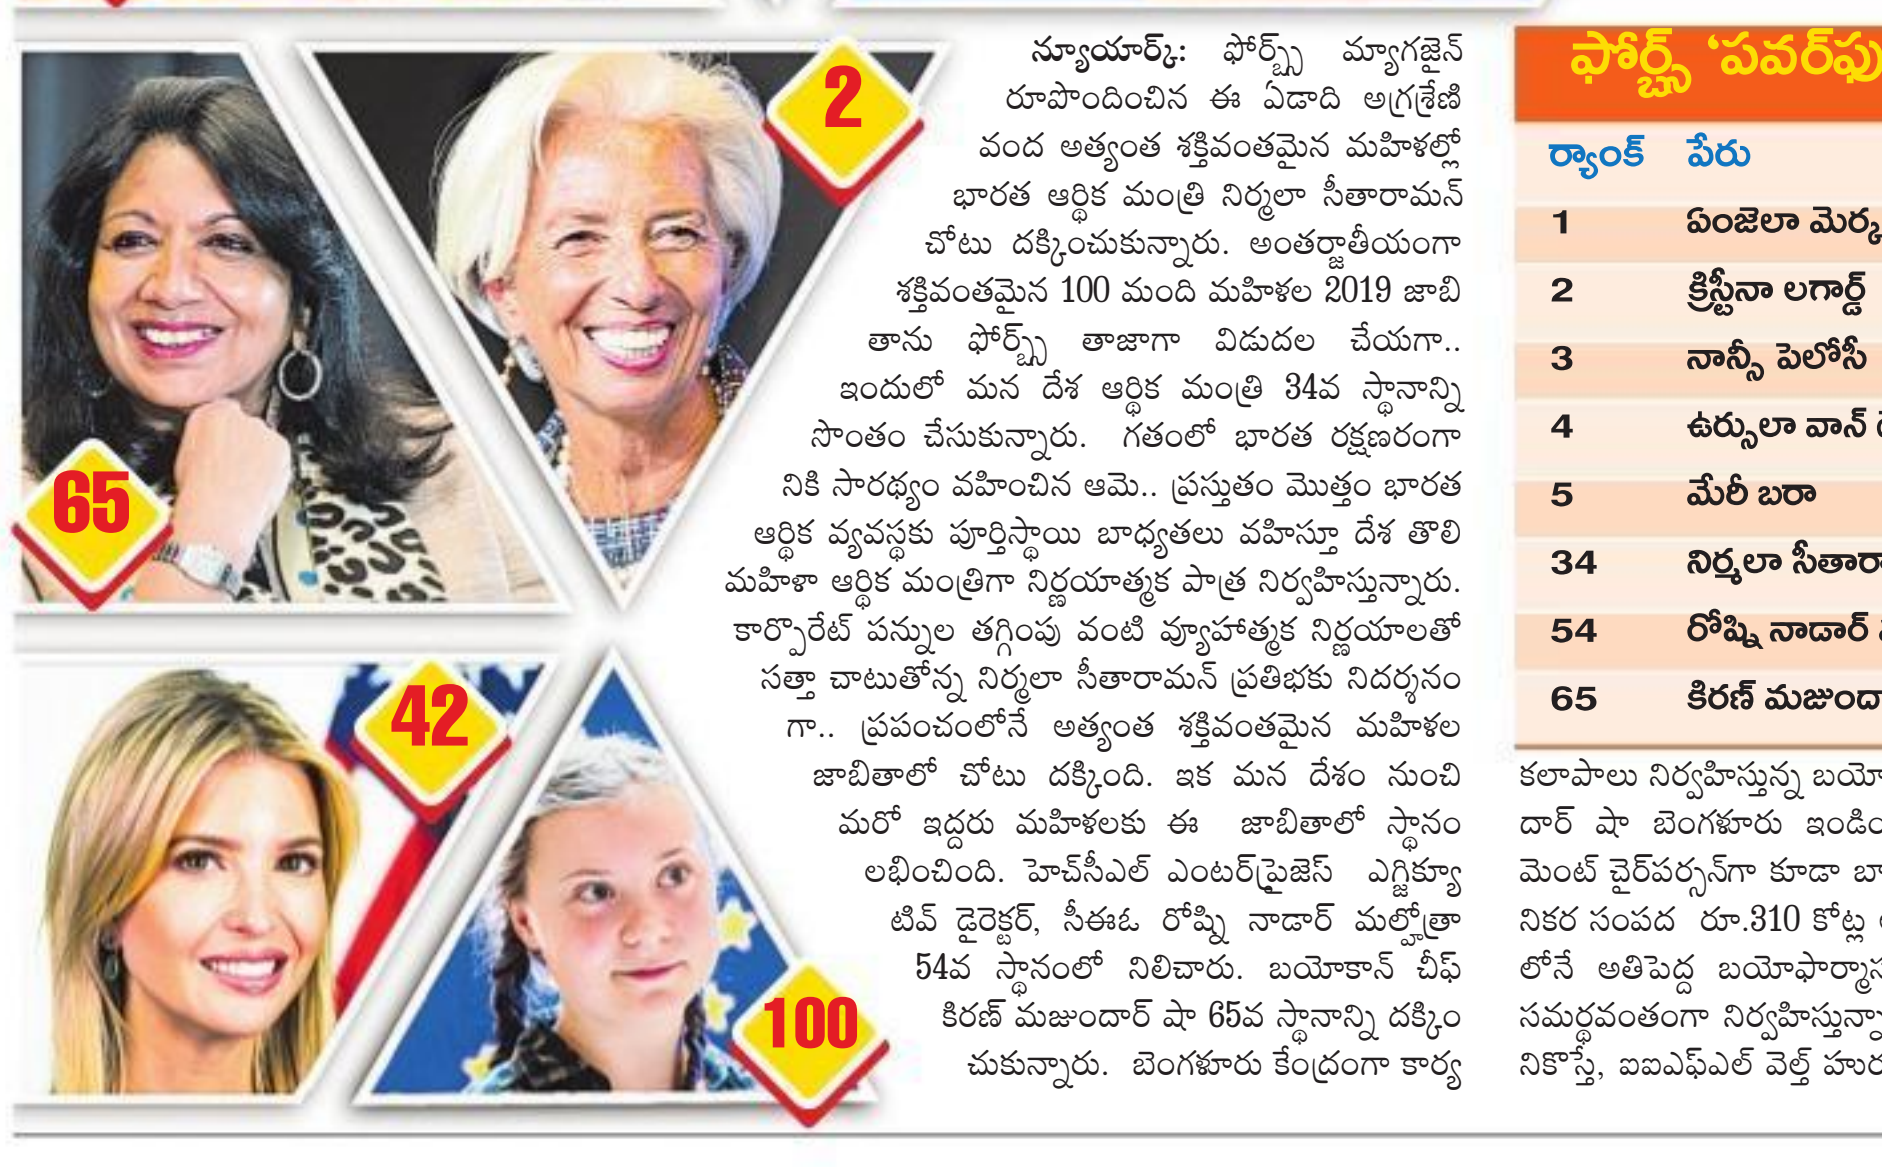 65
2
42
100
న్యూయార్క్: ఫోర్బ్స్ మ్యాగజైన్
రూపొందించిన ఈ ఏడాది అగ్రశ్రేణి
వంద అత్యంత శక్తివంతమైన మహిళల్లో
భారత ఆర్థిక మంత్రి నిర్మలా సీతారామన్
చోటు దక్కించుకున్నారు. అంతర్జాతీయంగా
శక్తివంతమైన 100 మంది మహిళల 2019 జాబి
తాను ఫోర్బ్స్ తాజాగా విడుదల చేయగా..
ఇందులో మన దేశ ఆర్థిక మంత్రి 34వ స్థానాన్ని
సొంతం చేసుకున్నారు. గతంలో భారత రక్షణరంగా
నికి సారథ్యం వహించిన ఆమె.. ప్రస్తుతం మొత్తం భారత
ఆర్థిక వ్యవస్థకు పూర్తిస్థాయి బాధ్యతలు వహిస్తూ దేశ తొలి
మహిళా ఆర్థిక మంత్రిగా నిర్ణయాత్మక పాత్ర నిర్వహిస్తున్నారు.
కార్పొరేట్ పన్నుల తగ్గింపు వంటి వ్యూహాత్మక నిర్ణయాలతో
సత్తా చాటుతోన్న నిర్మలా సీతారామన్ ప్రతిభకు నిదర్శనం
గా.. ప్రపంచంలోనే అత్యంత శక్తివంతమైన మహిళల
జాబితాలో చోటు దక్కింది. ఇక మన దేశం నుంచి
మరో ఇద్దరు మహిళలకు ఈ జాబితాలో స్థానం
లభించింది. హెచ్‌సీఎల్ ఎంటర్‌ప్రైజెస్ ఎగ్జిక్యూ
టివ్ డైరెక్టర్, సీఈఓ రోష్ని నాడార్ మల్హోత్రా
54వ స్థానంలో నిలిచారు. బయోకాన్ చీఫ్
కిరణ్ మజుందార్ షా 65వ స్థానాన్ని దక్కిం
చుకున్నారు. బెంగళూరు కేంద్రంగా కార్య
ఫోర్బ్స్ ‘పవర్‌ఫు
ర్యాంక్ పేరు
1 ఏంజెలా మెర్క
2 క్రిస్టీనా లగార్డ్
3 నాన్సీ పెలోసీ
4 ఉర్సులా వాన్
5 మేరీ బరా
34 నిర్మలా సీతారా
54 రోష్ని నాడార్
65 కిరణ్ మజుందా
కలాపాలు నిర్వహిస్తున్న బయో
దార్ షా బెంగళూరు ఇండిం
మెంట్ చైర్‌పర్సన్‌గా కూడా బా
నికర సంపద రూ.310 కోట్ల
లోనే అతిపెద్ద బయోఫార్మాస
సమర్థవంతంగా నిర్వహిస్తున్నా
నికొస్తే, ఐఐఎఫ్ఎల్ వెల్త్ హుర